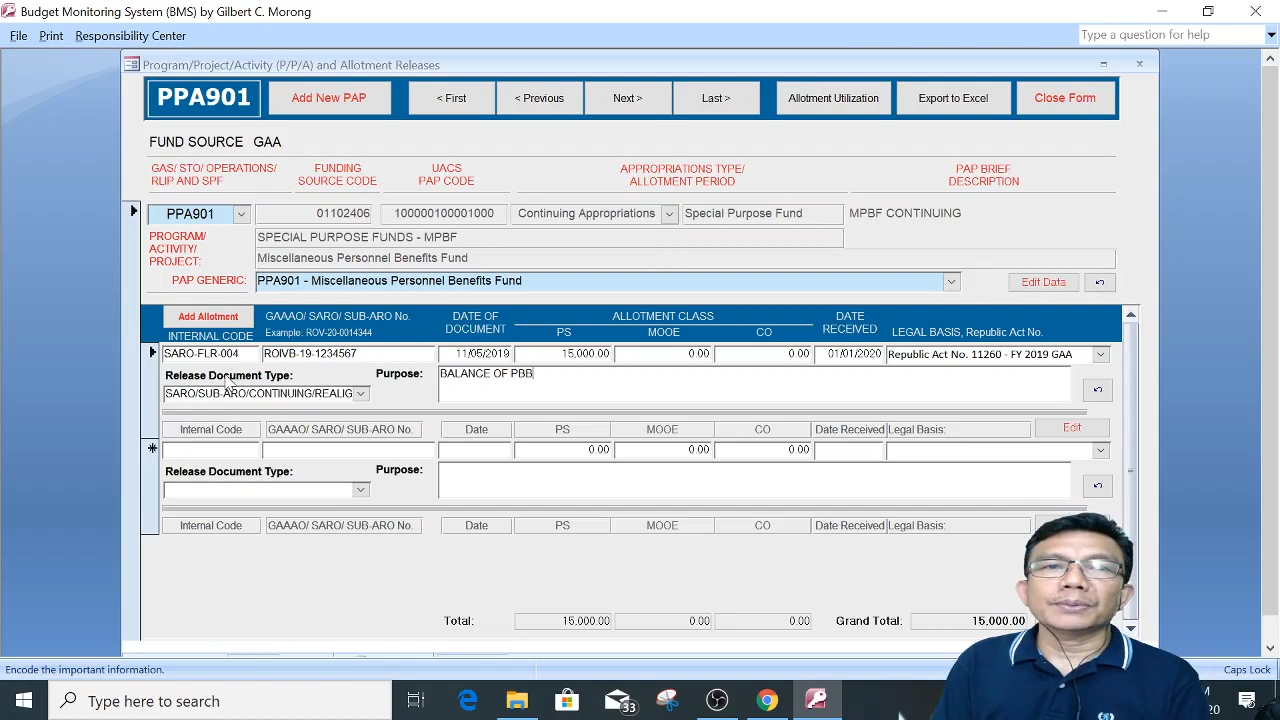 Budget Monitoring System (BMS) by Gilbert C. Morong
File Print Responsibility Center Type a question for help
Program/Project/Activity (P/P/A) and Allotment Releases
PPA901 Add New PAP < First < Previous Next > Last > Allotment Utilization Export to Excel Close Form
FUND SOURCE GAA
GAS/ STO/ OPERATIONS/ FUNDING UACS APPROPRIATIONS TYPE/ PAP BRIEF
RLIP AND SPF SOURCE CODE PAP CODE ALLOTMENT PERIOD DESCRIPTION
PPA901 01102406 100000100001000 Continuing Appropriations Special Purpose Fund MPBF CONTINUING
PROGRAM/ SPECIAL PURPOSE FUNDS - MPBF
ACTIVITY/
PROJECT: Miscellaneous Personnel Benefits Fund
PAP GENERIC: PPA901 - Miscellaneous Personnel Benefits Fund Edit Data
Add Allotment GAAAO/ SARO/ SUB-ARO No. DATE OF ALLOTMENT CLASS DATE
INTERNAL CODE Example: ROV-20-0014344 DOCUMENT PS MOOE CO RECEIVED LEGAL BASIS, Republic Act No.
SARO-FLR-004 ROIVB-19-1234567 11/05/2019 15,000.00 0.00 0.00 01/01/2020 Republic Act No. 11260 - FY 2019 GAA
Release Document Type: Purpose: BALANCE OF PBB
SARO/SUB-ARO/CONTINUING/REALIG
Internal Code GAAAO/ SARO/ SUB-ARO No. Date PS MOOE CO Date Received Legal Basis: Edit
0.00 0.00 0.00
Release Document Type: Purpose:
Internal Code GAAAO/ SARO/ SUB-ARO No. Date PS MOOE CO Date Received Legal Basis:
Total: 15,000.00 0.00 0.00 Grand Total: 15,000.00
Encode the important information. Caps Lock
Type here to search 33